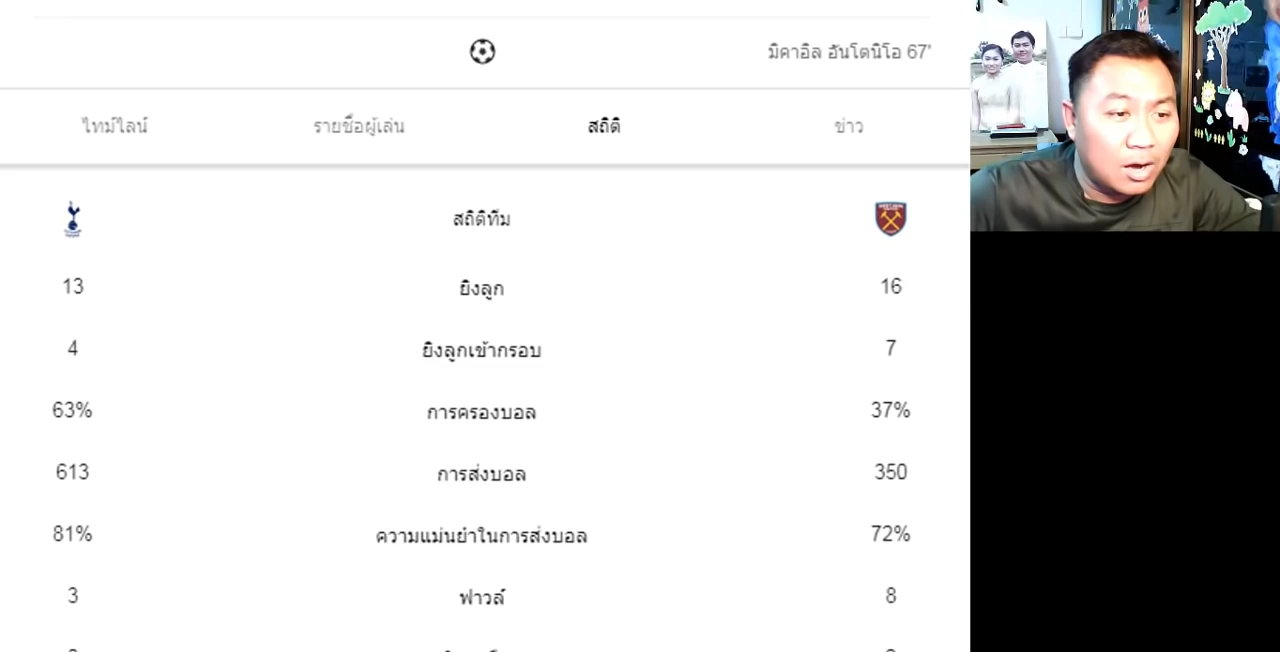 มิคาอิล อันโตนิโอ 67'
ไทม์ไลน์ รายชื่อผู้เล่น สถิติ ข่าว
สถิติทีม
13 ยิงลูก 16
4 ยิงลูกเข้ากรอบ 7
63% การครองบอล 37%
613 การส่งบอล 350
81% ความแม่นยำในการส่งบอล 72%
3 ฟาวล์ 8